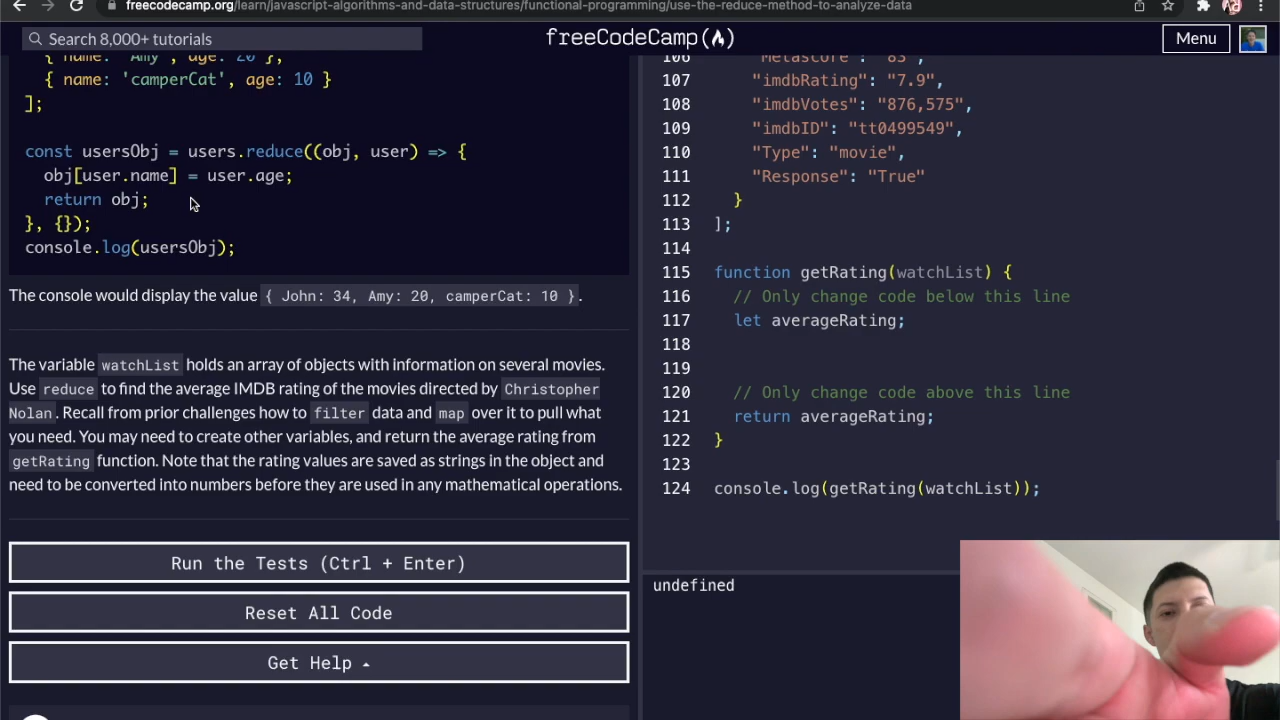 freecodecamp.org/learn/javascript-algorithms-and-data-structures/functional-programming/use-the-reduce-method-to-analyze-data
Search 8,000+ tutorials
freeCodeCamp
Menu
{ name: 'Amy', age: 20 },
{ name: 'camperCat', age: 10 }
];
const usersObj = users.reduce((obj, user) => {
obj[user.name] = user.age;
return obj;
}, {});
console.log(usersObj);
The console would display the value { John: 34, Amy: 20, camperCat: 10 }.
The variable watchList holds an array of objects with information on several movies.
Use reduce to find the average IMDB rating of the movies directed by Christopher
Nolan. Recall from prior challenges how to filter data and map over it to pull what
you need. You may need to create other variables, and return the average rating from
getRating function. Note that the rating values are saved as strings in the object and
need to be converted into numbers before they are used in any mathematical operations.
Run the Tests (Ctrl + Enter)
Reset All Code
Get Help
106 "Metascore": "83",
107 "imdbRating": "7.9",
108 "imdbVotes": "876,575",
109 "imdbID": "tt0499549",
110 "Type": "movie",
111 "Response": "True"
112 }
113 ];
114
115 function getRating(watchList) {
116 // Only change code below this line
117 let averageRating;
118
119
120 // Only change code above this line
121 return averageRating;
122 }
123
124 console.log(getRating(watchList));
undefined